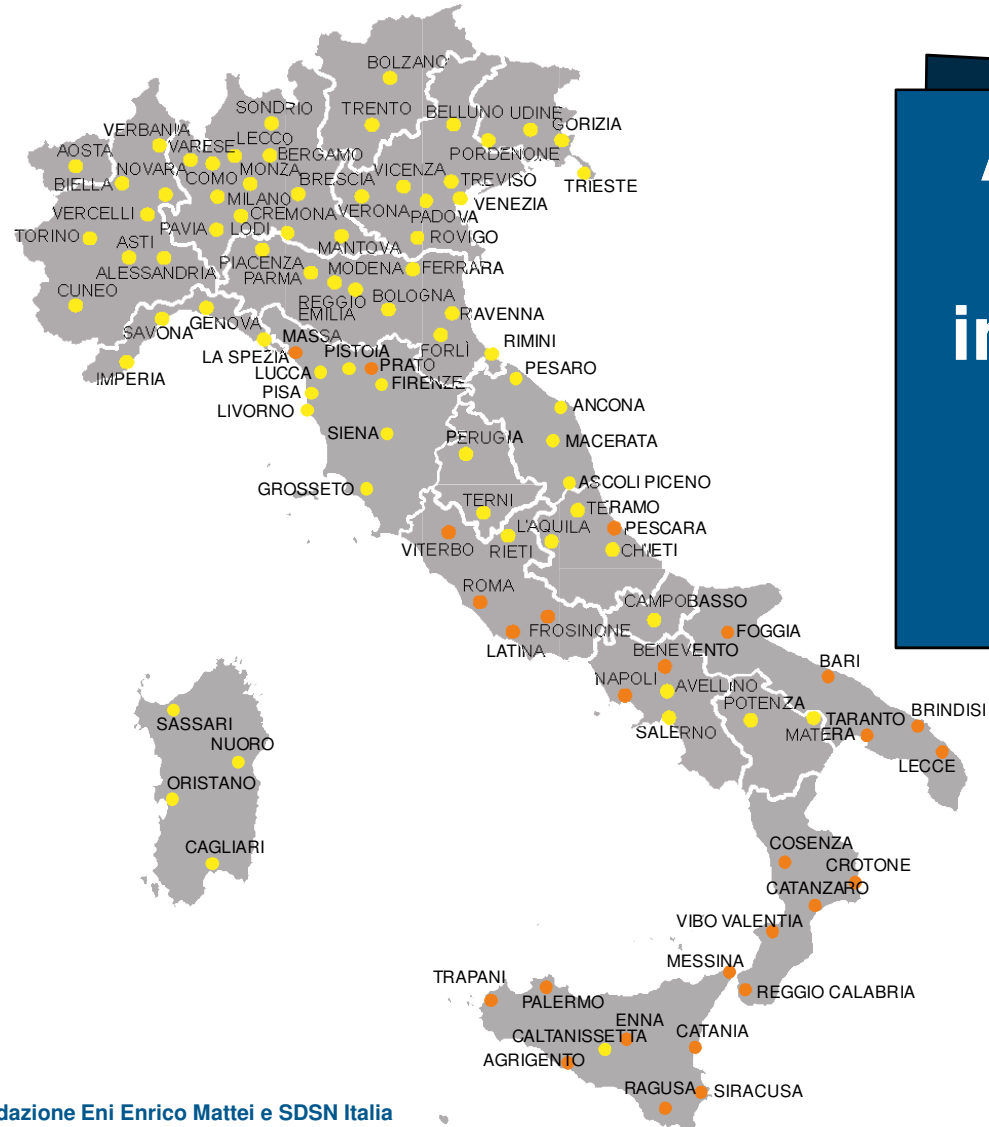 BOLZANO
SONDRIO
TRENTO
BELLUNO
UDINE
GORIZIA
VERBANIA
VARESE
LECCO
BERGAMO
PORDENONE
AOSTA
NOVARA
COMO
MONZA
BRESCIA
VICENZA
TREVISO
TRIESTE
BIELLA
MILANO
VENEZIA
VERCELLI
PAVIA
LODI
CREMONA
VERONA
PADOVA
TORINO
ASTI
MANTOVA
ROVIGO
ALESSANDRIA
PIACENZA
PARMA
MODENA
FERRARA
CUNEO
REGGIO
EMILIA
BOLOGNA
RAVENNA
SAVONA
GENOVA
MASSA
FORLÌ
RIMINI
LA SPEZIA
PISTOIA
PRATO
IMPERIA
LUCCA
FIRENZE
PESARO
PISA
LIVORNO
ANCONA
SIENA
PERUGIA
MACERATA
GROSSETO
ASCOLI PICENO
TERNI
TERAMO
L'AQUILA
PESCARA
VITERBO
RIETI
CHIETI
ROMA
CAMPOBASSO
FROSINONE
LATINA
FOGGIA
BENEVENTO
BARI
NAPOLI
AVELLINO
POTENZA
BRINDISI
SASSARI
SALERNO
TARANTO
MATERA
NUORO
LECCE
ORISTANO
CAGLIARI
COSENZA
CROTONE
CATANZARO
VIBO VALENTIA
MESSINA
TRAPANI
PALERMO
REGGIO CALABRIA
ENNA
CALTANISSETTA
CATANIA
AGRIGENTO
RAGUSA
SIRACUSA
dazione Eni Enrico Mattei e SDSN Italia